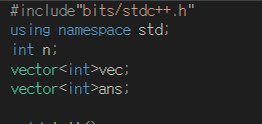 #include"bits/stdc++.h"
using namespace std;
int n;
vector<int>vec;
vector<int>ans;